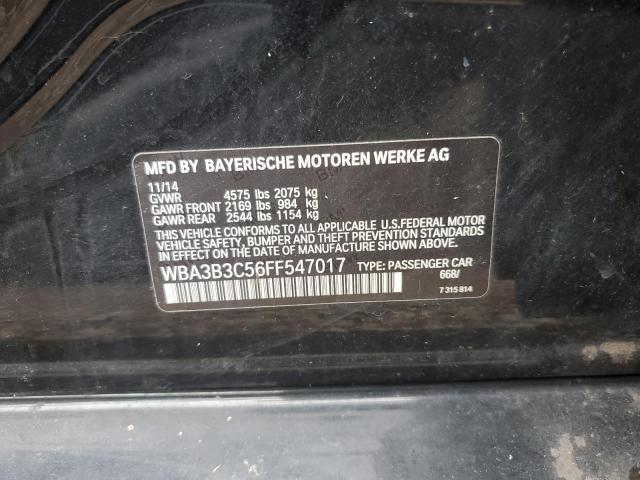 MFD BY BAYERISCHE MOTOREN WERKE AG
11/14
GVWR 4575 lbs 2075 kg
GAWR FRONT 2169 lbs 984 kg
GAWR REAR 2544 lbs 1154 kg
THIS VEHICLE CONFORMS TO ALL APPLICABLE U.S.FEDERAL MOTOR
VEHICLE SAFETY, BUMPER AND THEFT PREVENTION STANDARDS
IN EFFECT ON THE DATE OF MANUFACTURE SHOWN ABOVE.
WBA3B3C56FF547017 TYPE: PASSENGER CAR
668/
7 315 814